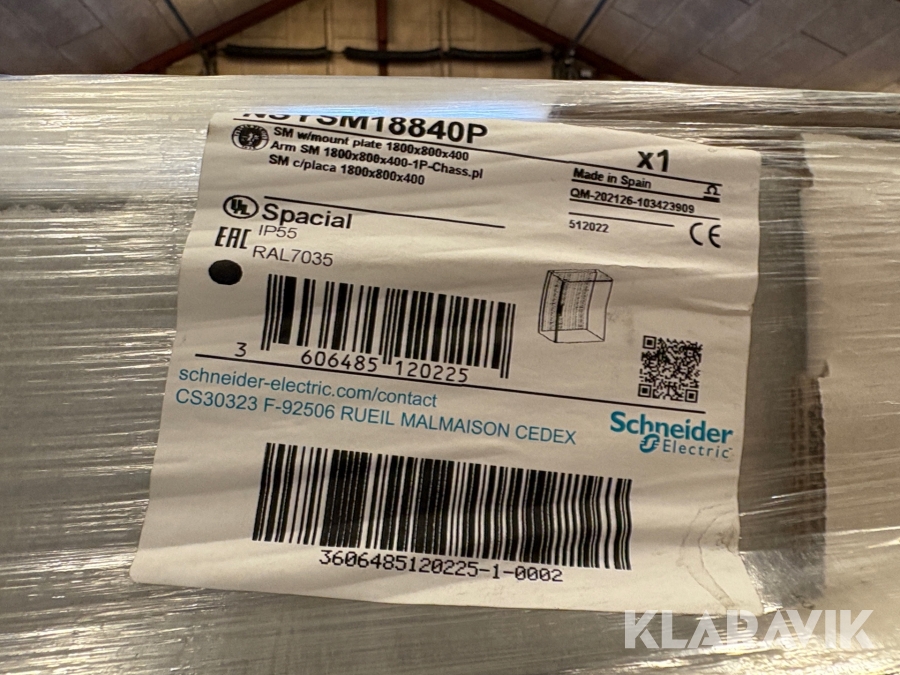 NSYSM18840P
SM w/mount plate 1800x800x400
Arm SM 1800x800x400-1P-Chass.pl
SM c/placa 1800x800x400
x1
Made in Spain
QM-202126-103423909
512022
CE
UL
Spacial
EAC
IP55
RAL7035
3 606485 120225
schneider-electric.com/contact
CS30323 F-92506 RUEIL MALMAISON CEDEX
Schneider
Electric
3606485120225-1-0002
KLARAVIK